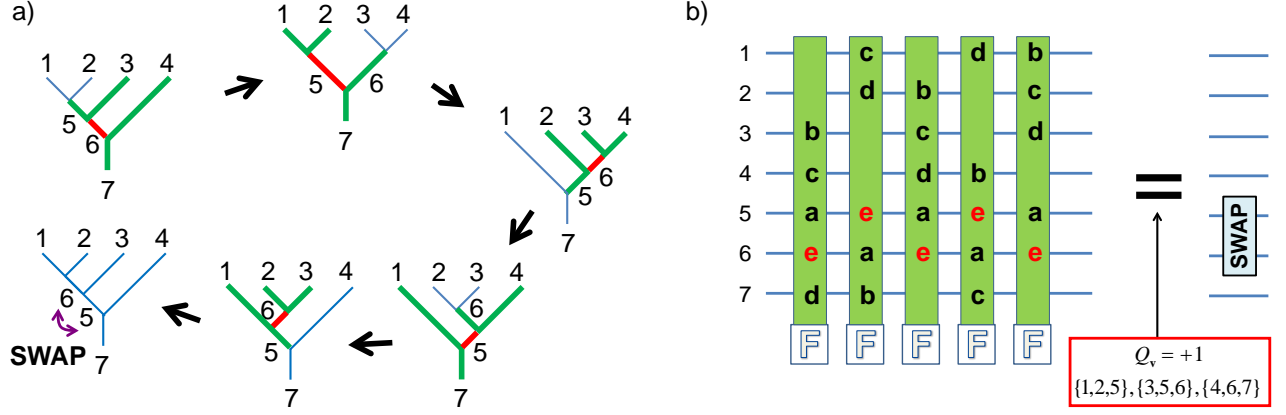 a)
1 2 3 4
5
6
7
1 2 3 4
5 6
7
1 2 3 4
6
5
7
1 2 3 4
6
5
7
1 2 3 4
6
5
7
1 2 3 4
6
5
SWAP
7
b)
1 c d b
2 d b c
3 b c d
4 c d b
5 a e a e a
6 e a e a e
7 d b c
F F F F F
=
SWAP
Qv = +1
{1,2,5},{3,5,6},{4,6,7}